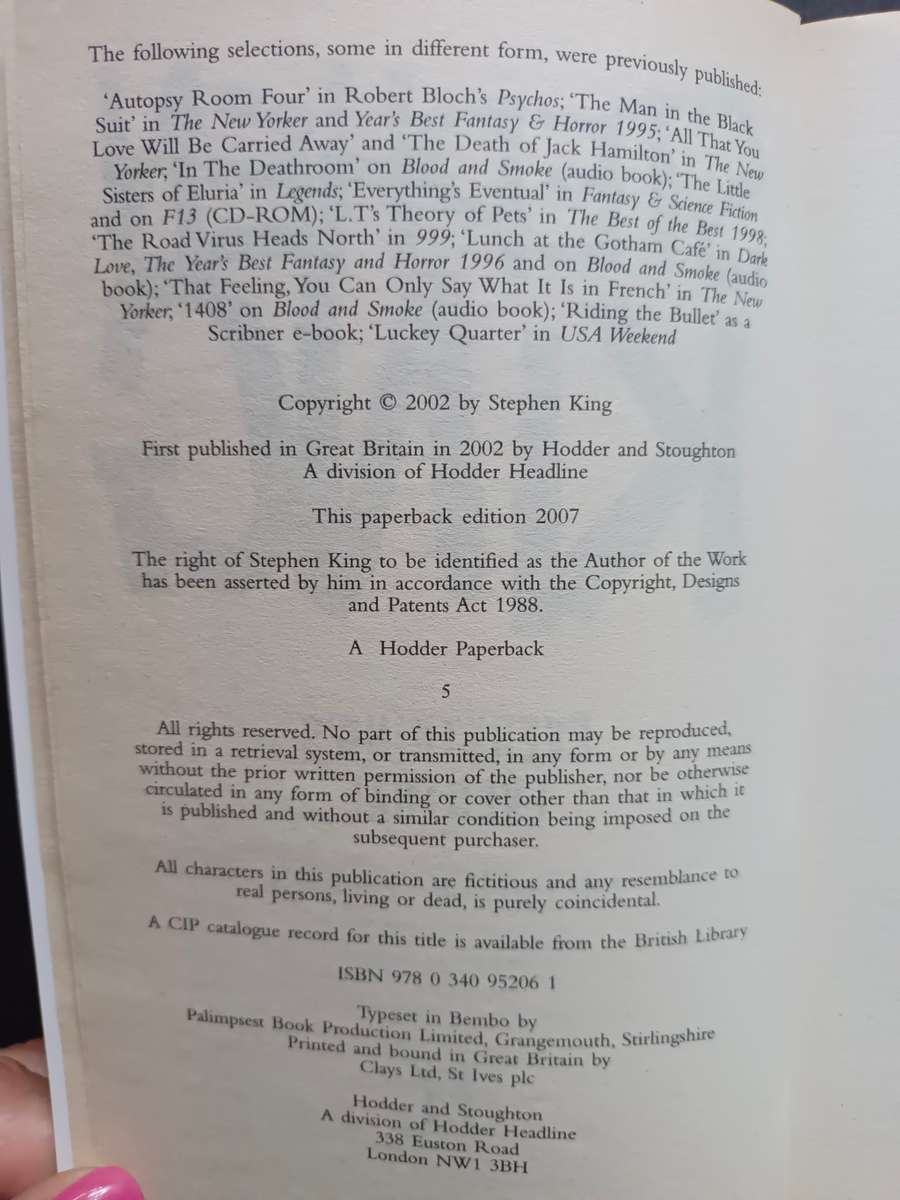 The following selections, some in different form, were previously published:
‘Autopsy Room Four’ in Robert Bloch’s Psychos; ‘The Man in the Black
Suit’ in The New Yorker and Year’s Best Fantasy & Horror 1995; ‘All That You
Love Will Be Carried Away’ and ‘The Death of Jack Hamilton’ in The New
Yorker; ‘In The Deathroom’ on Blood and Smoke (audio book); ‘The Little
Sisters of Eluria’ in Legends; ‘Everything’s Eventual’ in Fantasy & Science Fiction
and on F13 (CD-ROM); ‘L.T’s Theory of Pets’ in The Best of the Best 1998;
‘The Road Virus Heads North’ in 999; ‘Lunch at the Gotham Café’ in Dark
Love, The Year’s Best Fantasy and Horror 1996 and on Blood and Smoke (audio
book); ‘That Feeling, You Can Only Say What It Is in French’ in The New
Yorker; ‘1408’ on Blood and Smoke (audio book); ‘Riding the Bullet’ as a
Scribner e-book; ‘Luckey Quarter’ in USA Weekend
Copyright © 2002 by Stephen King
First published in Great Britain in 2002 by Hodder and Stoughton
A division of Hodder Headline
This paperback edition 2007
The right of Stephen King to be identified as the Author of the Work
has been asserted by him in accordance with the Copyright, Designs
and Patents Act 1988.
A Hodder Paperback
5
All rights reserved. No part of this publication may be reproduced,
stored in a retrieval system, or transmitted, in any form or by any means
without the prior written permission of the publisher, nor be otherwise
circulated in any form of binding or cover other than that in which it
is published and without a similar condition being imposed on the
subsequent purchaser.
All characters in this publication are fictitious and any resemblance to
real persons, living or dead, is purely coincidental.
A CIP catalogue record for this title is available from the British Library
ISBN 978 0 340 95206 1
Typeset in Bembo by
Palimpsest Book Production Limited, Grangemouth, Stirlingshire
Printed and bound in Great Britain by
Clays Ltd, St Ives plc
Hodder and Stoughton
A division of Hodder Headline
338 Euston Road
London NW1 3BH